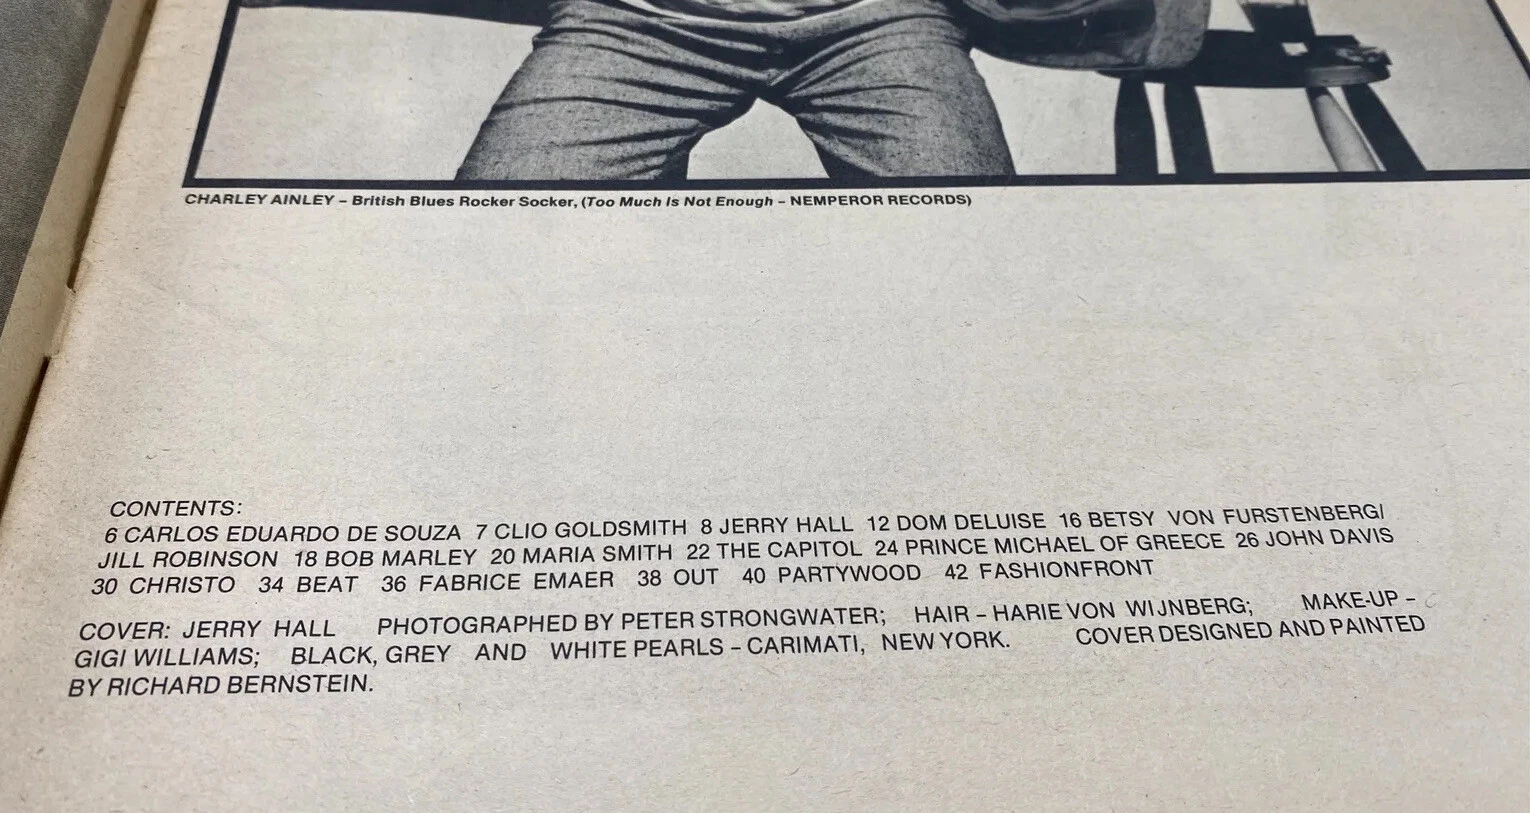 CHARLEY AINLEY – British Blues Rocker Socker, (Too Much Is Not Enough – NEMPEROR RECORDS)
CONTENTS:
6 CARLOS EDUARDO DE SOUZA 7 CLIO GOLDSMITH 8 JERRY HALL 12 DOM DELUISE 16 BETSY VON FURSTENBERG/
JILL ROBINSON 18 BOB MARLEY 20 MARIA SMITH 22 THE CAPITOL 24 PRINCE MICHAEL OF GREECE 26 JOHN DAVIS
30 CHRISTO 34 BEAT 36 FABRICE EMAER 38 OUT 40 PARTYWOOD 42 FASHIONFRONT
COVER: JERRY HALL PHOTOGRAPHED BY PETER STRONGWATER; HAIR – HARIE VON WIJNBERG; MAKE-UP –
GIGI WILLIAMS; BLACK, GREY AND WHITE PEARLS – CARIMATI, NEW YORK. COVER DESIGNED AND PAINTED
BY RICHARD BERNSTEIN.